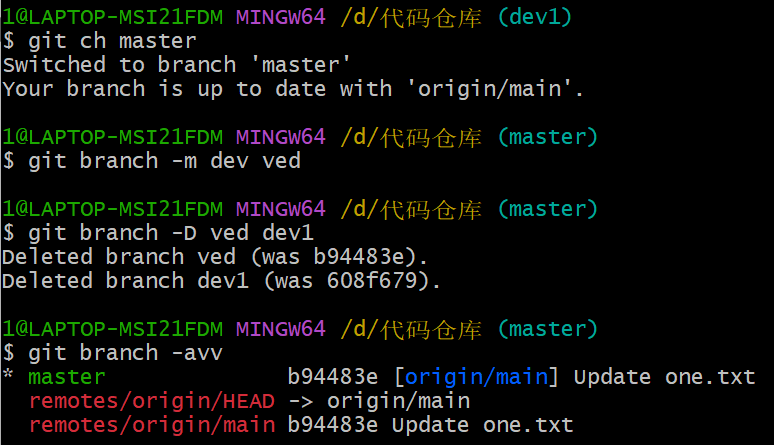 1@LAPTOP-MSI21FDM MINGW64 /d/代码仓库 (dev1)
$ git ch master
Switched to branch 'master'
Your branch is up to date with 'origin/main'.
1@LAPTOP-MSI21FDM MINGW64 /d/代码仓库 (master)
$ git branch -m dev ved
1@LAPTOP-MSI21FDM MINGW64 /d/代码仓库 (master)
$ git branch -D ved dev1
Deleted branch ved (was b94483e).
Deleted branch dev1 (was 608f679).
1@LAPTOP-MSI21FDM MINGW64 /d/代码仓库 (master)
$ git branch -avv
* master b94483e [origin/main] Update one.txt
remotes/origin/HEAD -> origin/main
remotes/origin/main b94483e Update one.txt